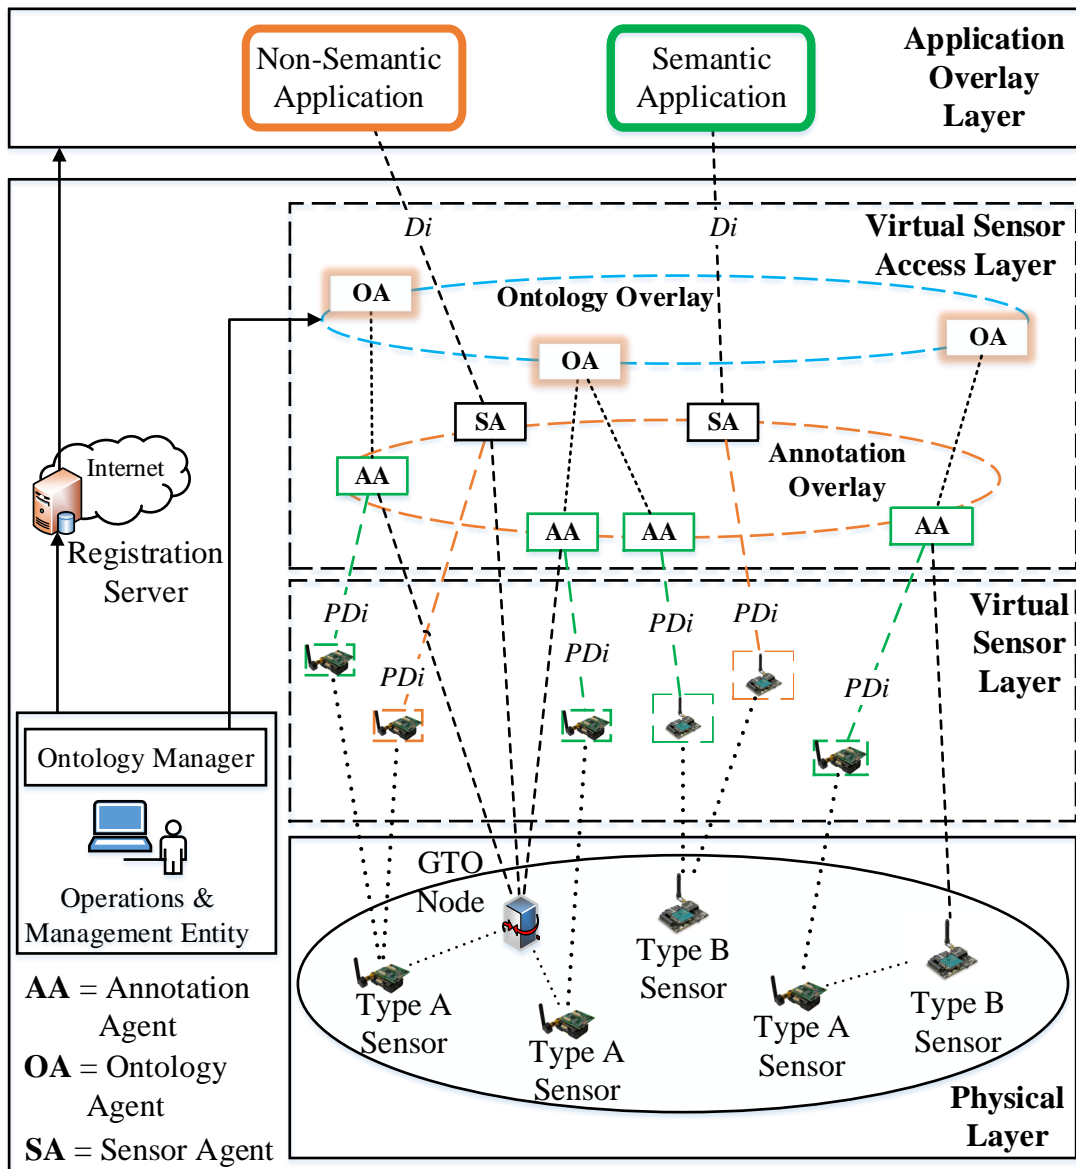 Non-Semantic
Application
Semantic
Application
Application
Overlay
Layer
Di
Di
Virtual Sensor
Access Layer
OA
Ontology Overlay
OA
OA
SA
SA
Annotation
Overlay
AA
AA
AA
AA
Internet
Registration
Server
PDi
PDi
PDi
PDi
PDi
PDi
Virtual
Sensor
Layer
Ontology Manager
Operations &
Management Entity
GTO
Node
Type A
Sensor
Type A
Sensor
Type B
Sensor
Type A
Sensor
Type B
Sensor
Physical
Layer
AA = Annotation
Agent
OA = Ontology
Agent
SA = Sensor Agent